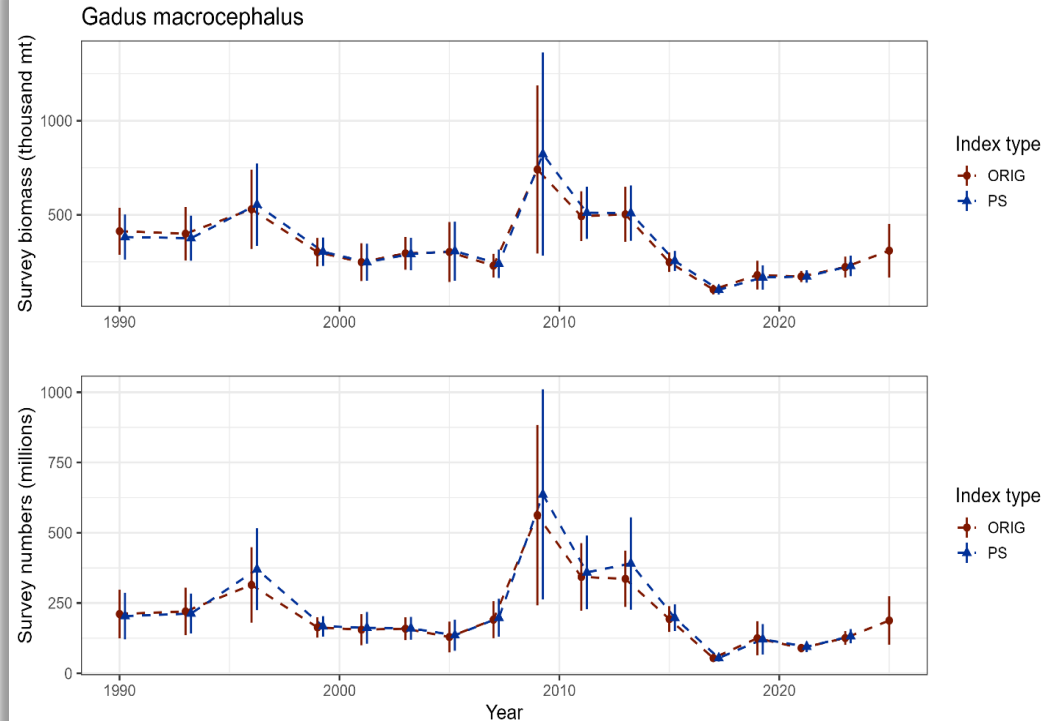 Gadus macrocephalus
Survey biomass (thousand mt)
1000
500
1990 2000 2010 2020
Index type
ORIG
PS
Survey numbers (millions)
1000
750
500
250
0
1990 2000 2010 2020
Year
Index type
ORIG
PS